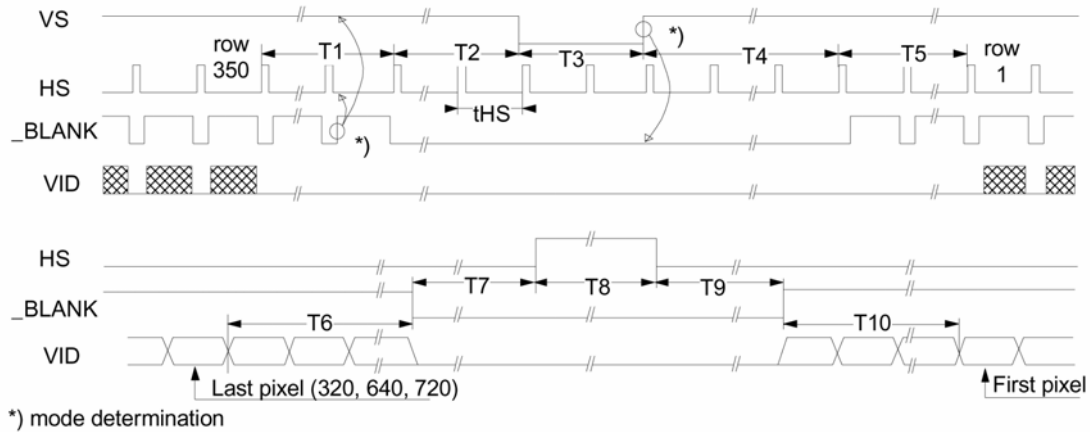 VS
*)
row
350
T1
T2
T3
T4
T5
row
1
HS
tHS
_BLANK
*)
VID
HS
T7
T8
T9
_BLANK
T6
T10
VID
Last pixel (320, 640, 720)
First pixel
*) mode determination